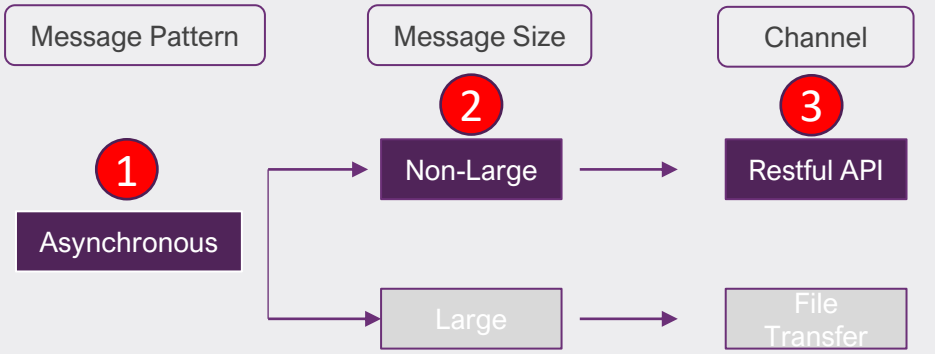 Message Pattern
Message Size
Channel
2
3
1
Non-Large
Restful API
Asynchronous
Large
File
Transfer